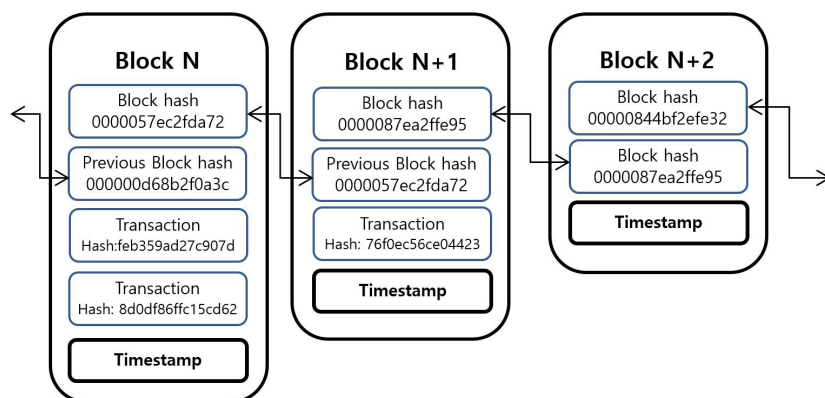 Block N
Block hash
0000057ec2fda72
Previous Block hash
000000d68b2f0a3c
Transaction
Hash:feb359ad27c907d
Transaction
Hash: 8d0df86ffc15cd62
Timestamp
Block N+1
Block hash
0000087ea2ffe95
Previous Block hash
0000057ec2fda72
Transaction
Hash: 76f0ec56ce04423
Timestamp
Block N+2
Block hash
00000844bf2efe32
Block hash
0000087ea2ffe95
Timestamp